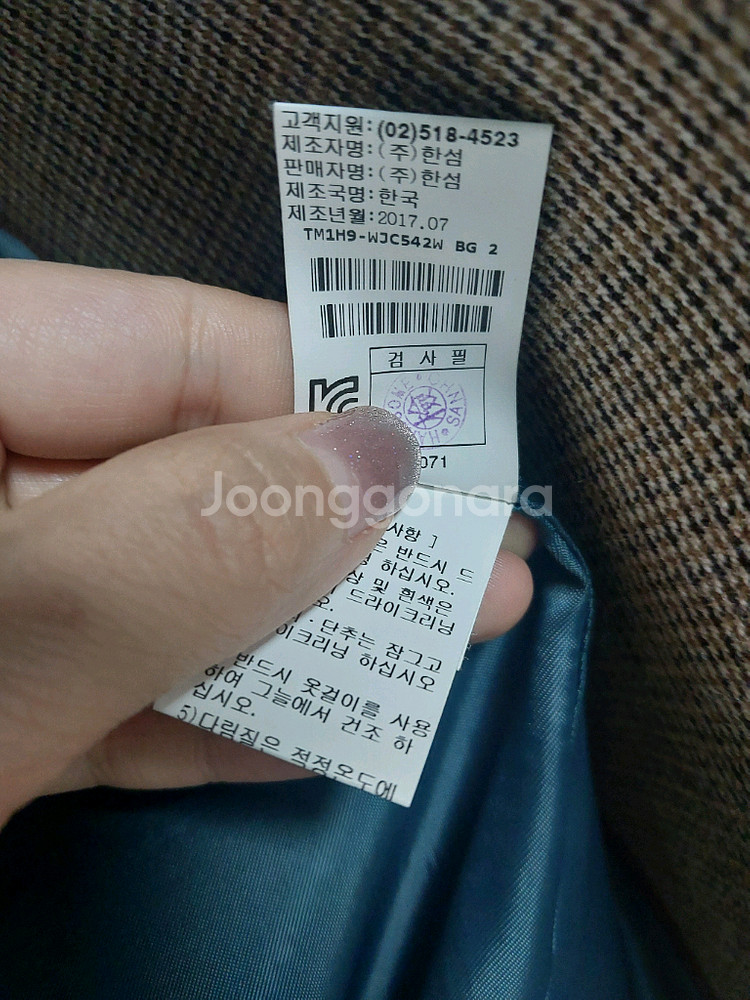 고객지원:(02)518-4523
제조자명:(주)한섬
판매자명:(주)한섬
제조국명:한국
제조년월:2017.07
TM1H9-WJC542W BG 2
검 사 필
071
Joonggonara
사항 ]
은 반드시 드
하십시오.
상 및 흰색은
드라이크리닝
단추는 잠그고
이크리닝 하십시오
반드시 옷걸이를 사용
하여 그늘에서 건조 하
십시오.
5)다림질은 적정온도에